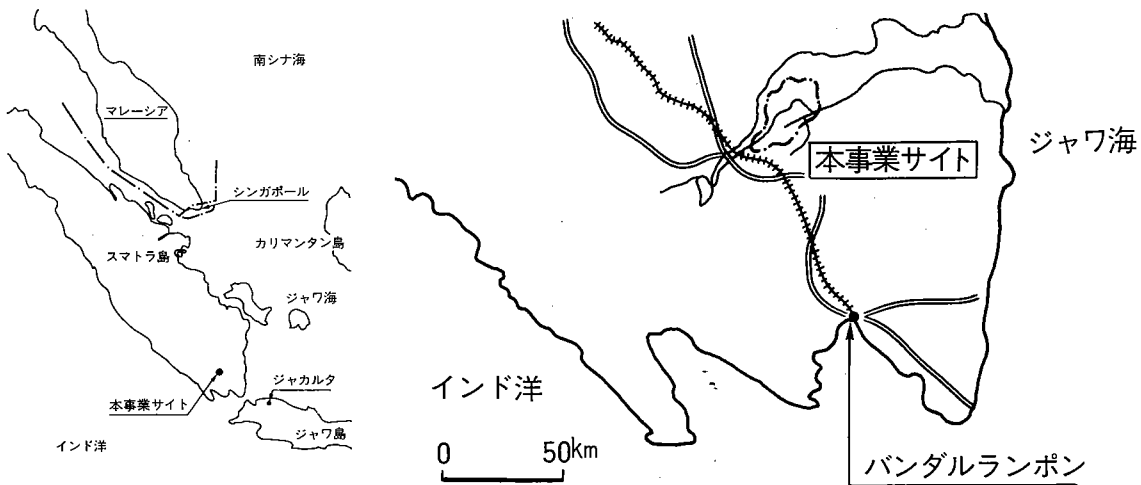 南シナ海
マレーシア
シンガポール
カリマンタン島
スマトラ島
ジャワ海
ジャカルタ
本事業サイト
ジャワ島
インド洋
ジャワ海
本事業サイト
インド洋
0 50km
バンダルランポン